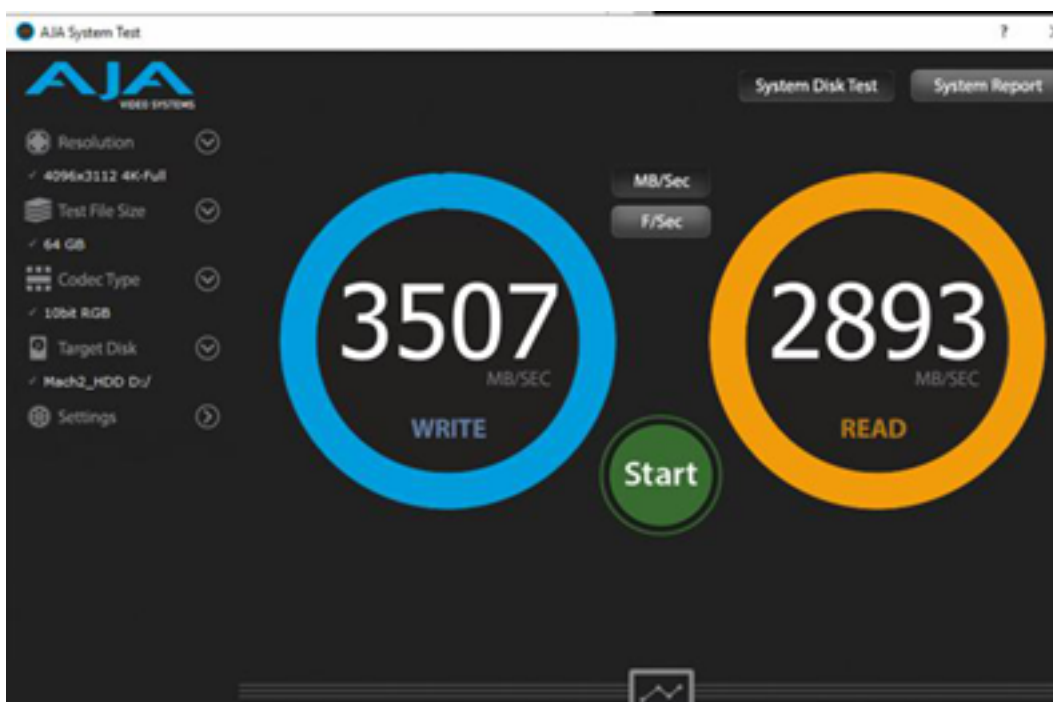 AJA System Test
?
AJA
VIDEO SYSTEMS
System Disk Test
System Report
Resolution
4096x3112 4K-Full
Test File Size
64 GB
Codec Type
10bit RGB
Target Disk
Mach2_HDD D:/
Settings
MB/Sec
F/Sec
3507
MB/SEC
WRITE
2893
MB/SEC
READ
Start